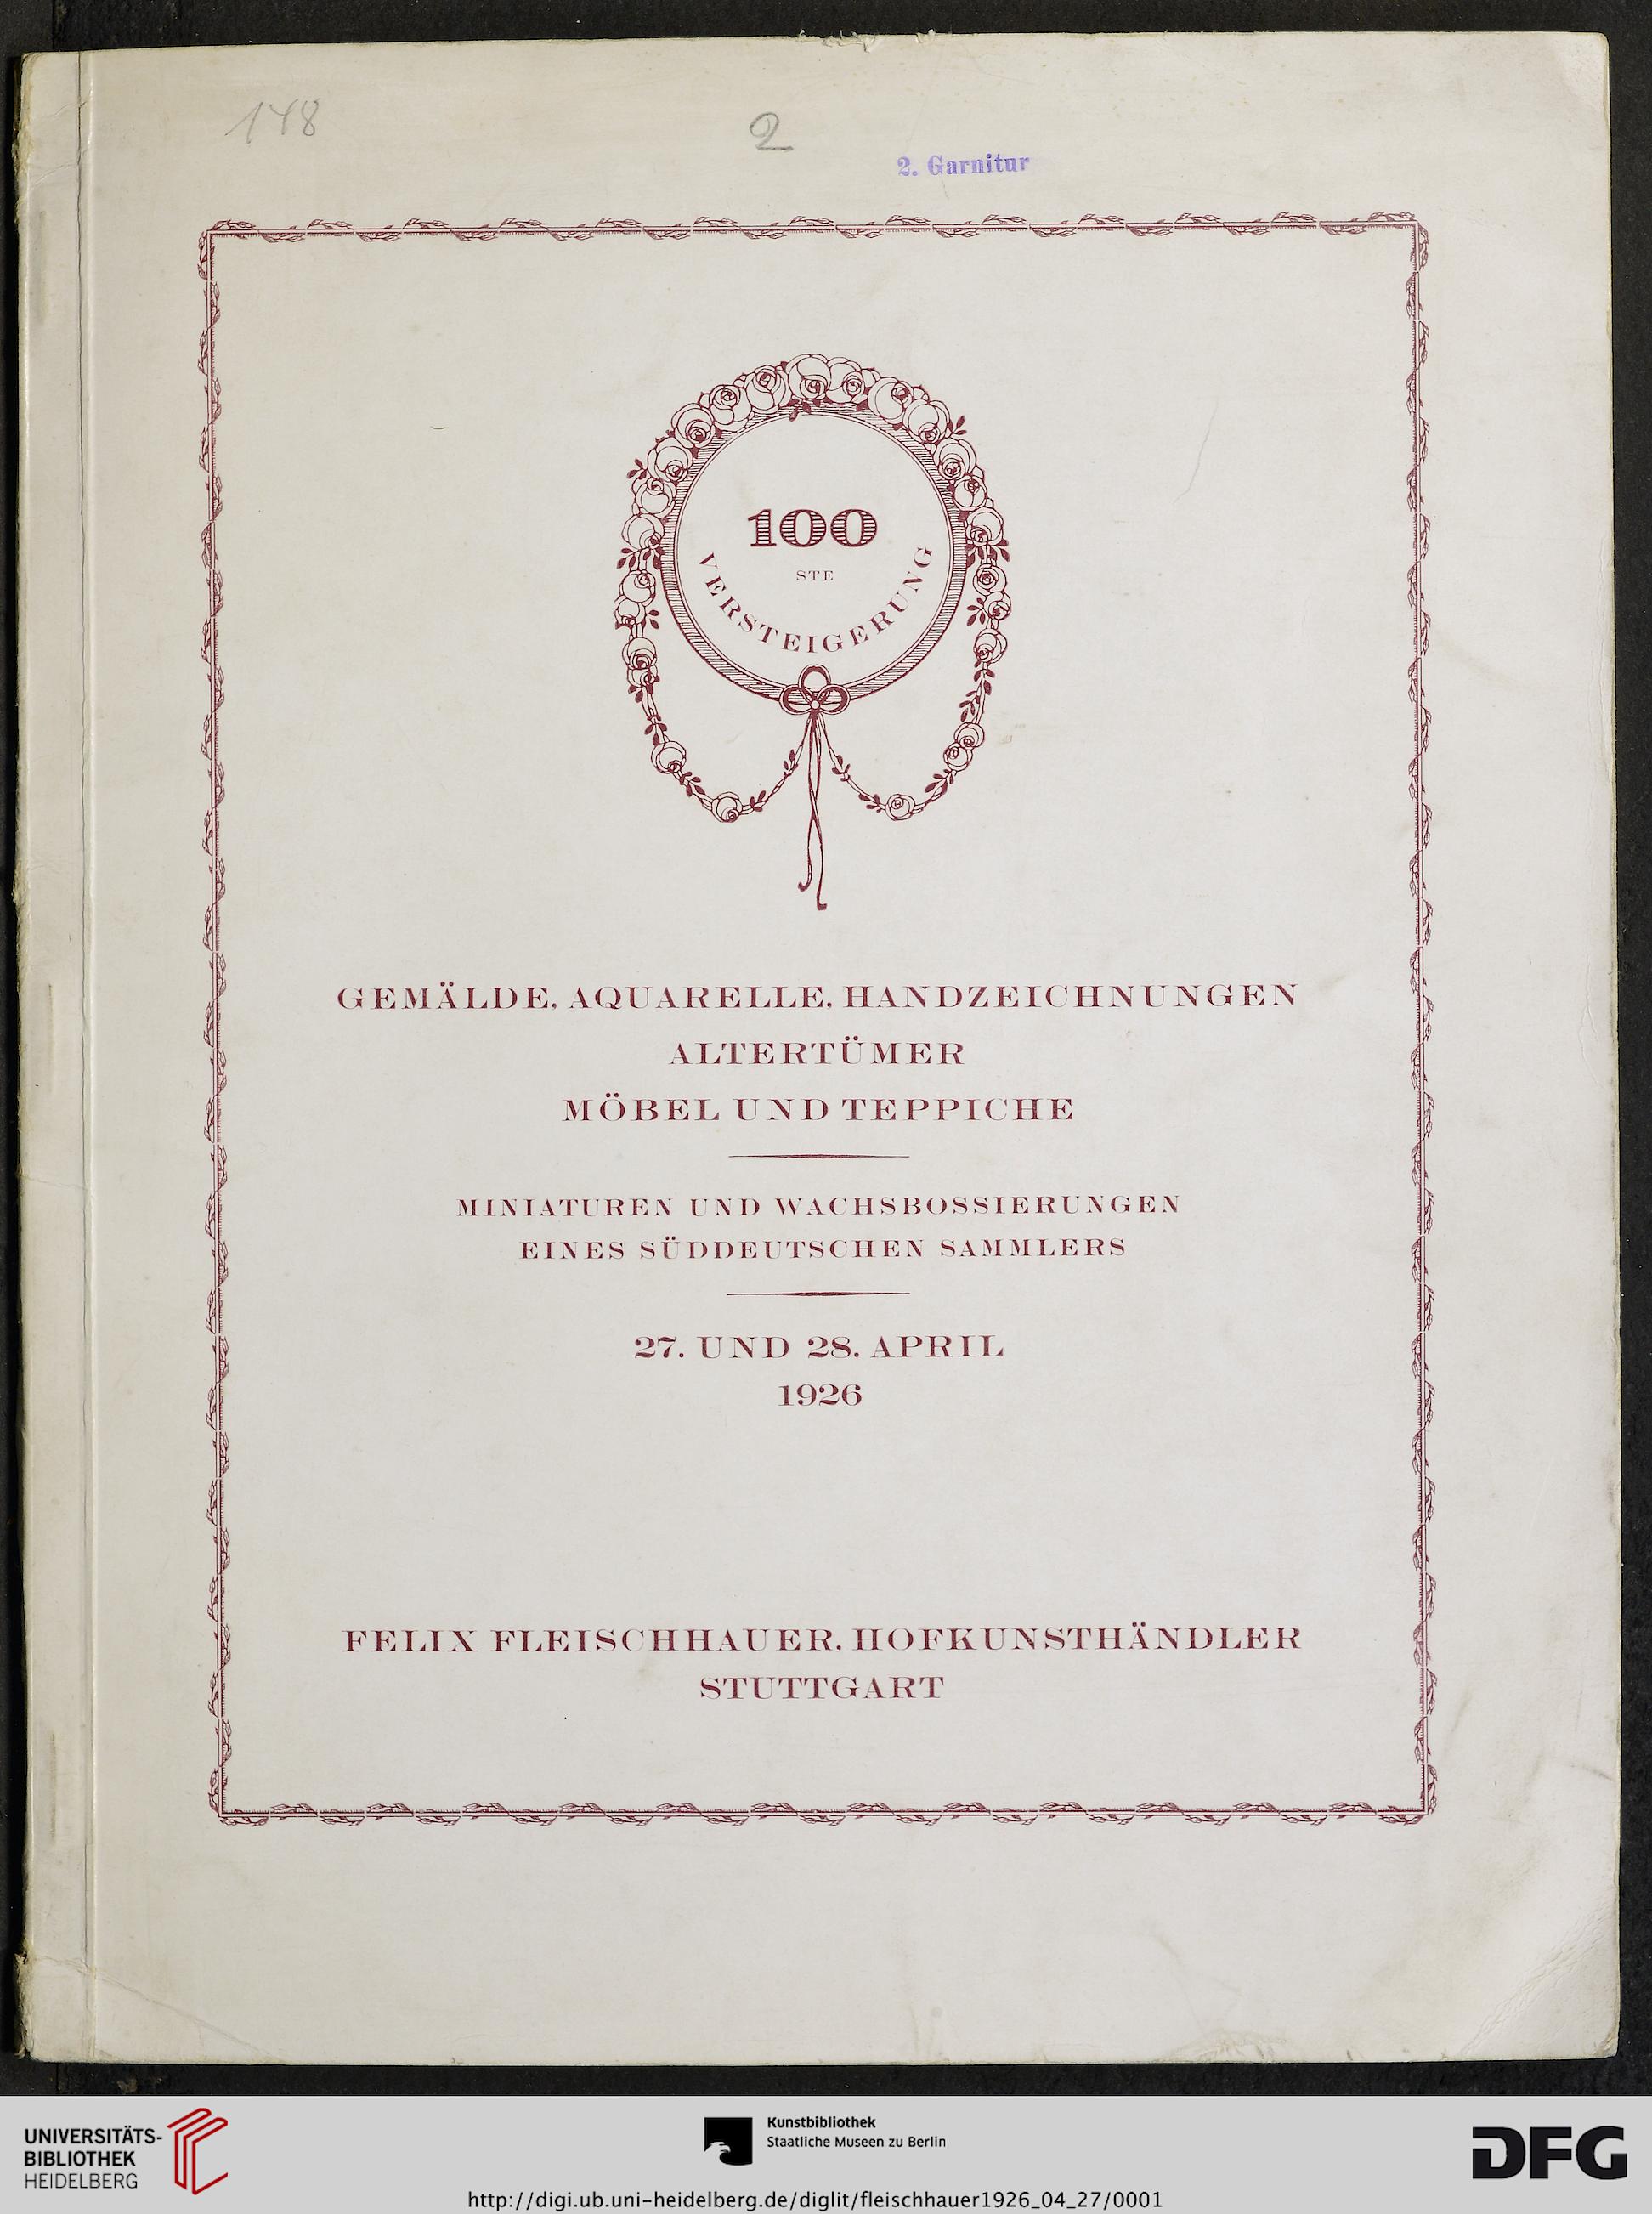 148
2
2. Garnitur
100
STE
VERSTEIGERUNG
GEMÄLDE, AQUARELLE, HANDZEICHNUNGEN
ALTERTÜMER
MÖBEL UND TEPPICHE
MINIATUREN UND WACHSBOSSIERUNGEN
EINES SÜDDEUTSCHEN SAMMLERS
27. UND 28. APRIL
1926
FELIX FLEISCHHAUER, HOFKUNSTHÄNDLER
STUTTGART
UNIVERSITÄTS-
BIBLIOTHEK
HEIDELBERG
Kunstbibliothek
Staatliche Museen zu Berlin
DFG
http://digi.ub.uni-heidelberg.de/diglit/fleischhauer1926_04_27/0001